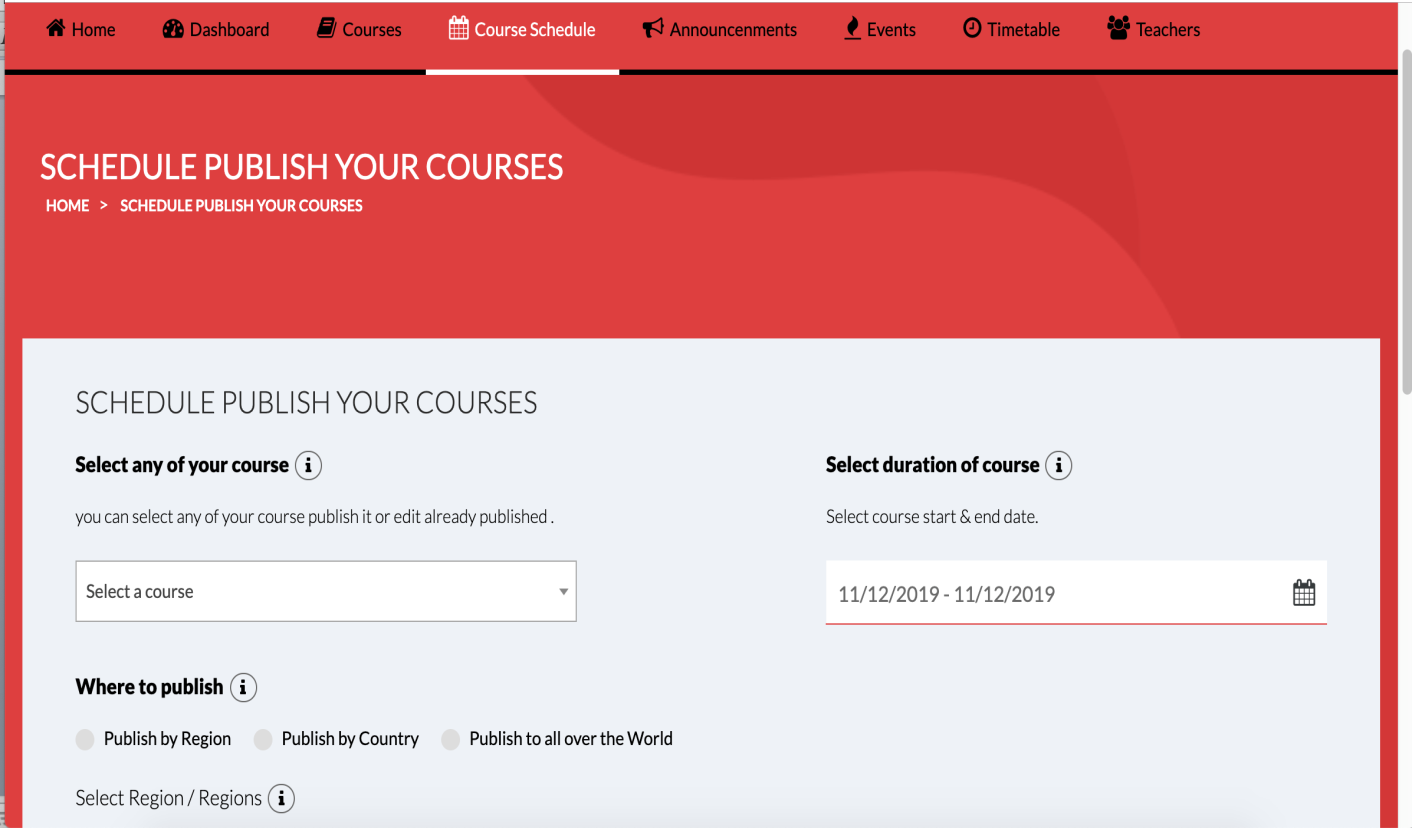 Home Dashboard Courses Course Schedule Announcenments Events Timetable Teachers
SCHEDULE PUBLISH YOUR COURSES
HOME > SCHEDULE PUBLISH YOUR COURSES
SCHEDULE PUBLISH YOUR COURSES
Select any of your course i
Select duration of course i
you can select any of your course publish it or edit already published .
Select course start & end date.
Select a course
11/12/2019 - 11/12/2019
Where to publish i
Publish by Region Publish by Country Publish to all over the World
Select Region / Regions i